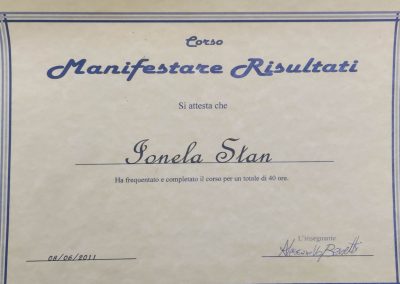 Corso
Manifestare Risultati
Si attesta che
Ionela Stan
Ha frequentato e completato il corso per un totale di 40 ore.
L'insegnante
08/06/2011